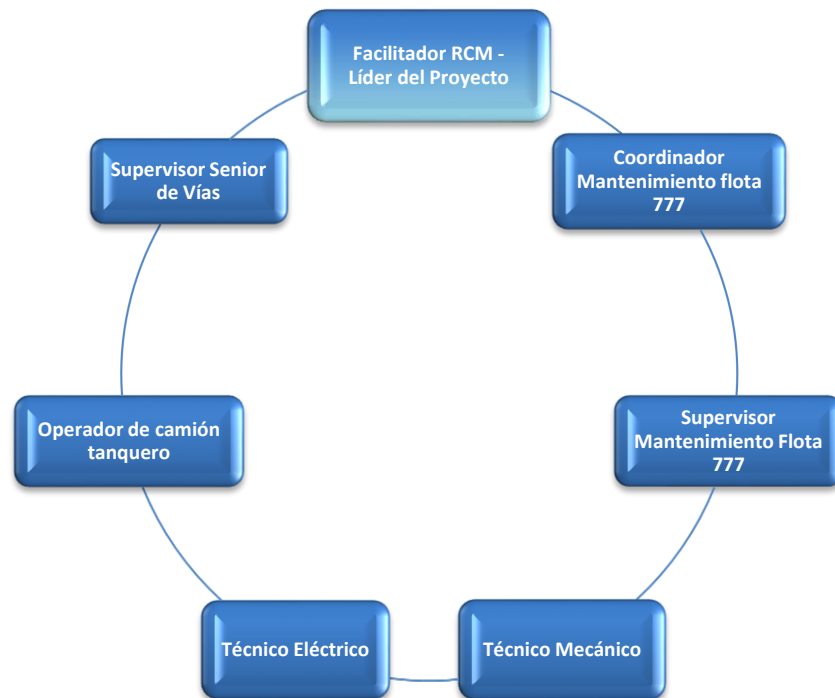 Facilitador RCM -
Líder del Proyecto
Coordinador
Mantenimiento flota
777
Supervisor
Mantenimiento Flota
777
Técnico Mecánico
Técnico Eléctrico
Operador de camión
tanquero
Supervisor Senior
de Vías